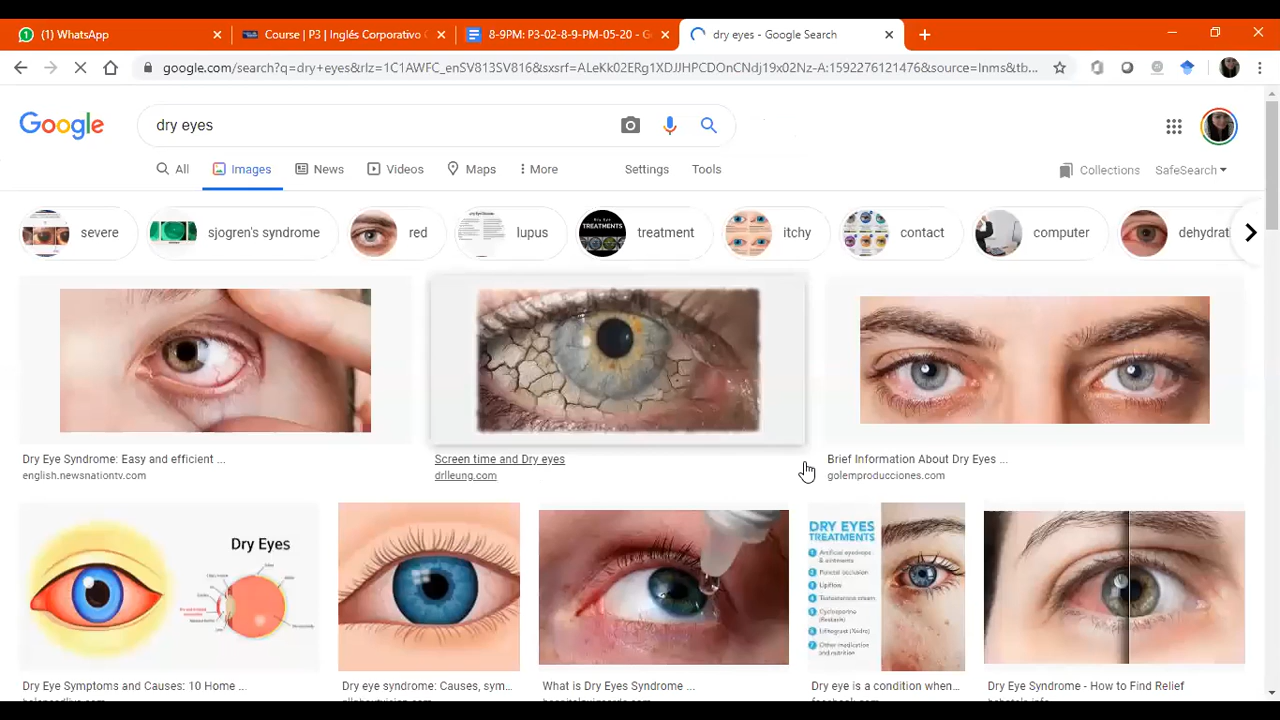 (1) WhatsApp
Course | P3 | Inglés Corporativo
8-9PM: P3-02-8-9-PM-05-20 - G
dry eyes - Google Search
google.com/search?q=dry+eyes&rlz=1C1AWFC_enSV813SV816&sxsrf=ALeKk02ERg1XDJJHPCDOnCNdj19x02Nz-A:1592276121476&source=lnms&tb...
Google
dry eyes
All
Images
News
Videos
Maps
More
Settings
Tools
Collections
SafeSearch
severe
sjogren's syndrome
red
lupus
treatment
itchy
contact
computer
dehydrat
Dry Eye Syndrome: Easy and efficient ...
english.newsnationtv.com
Screen time and Dry eyes
drlleung.com
Brief Information About Dry Eyes ...
golemproducciones.com
Dry Eyes
DRY EYES
TREATMENTS
Dry Eye Symptoms and Causes: 10 Home ...
Dry eye syndrome: Causes, sym...
What is Dry Eyes Syndrome ...
Dry eye is a condition when...
Dry Eye Syndrome - How to Find Relief